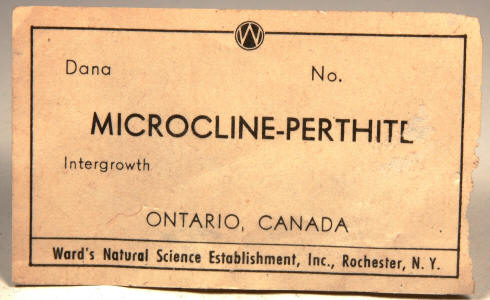 W
Dana No.
MICROCLINE-PERTHITE
Intergrowth
ONTARIO, CANADA
Ward's Natural Science Establishment, Inc., Rochester, N. Y.